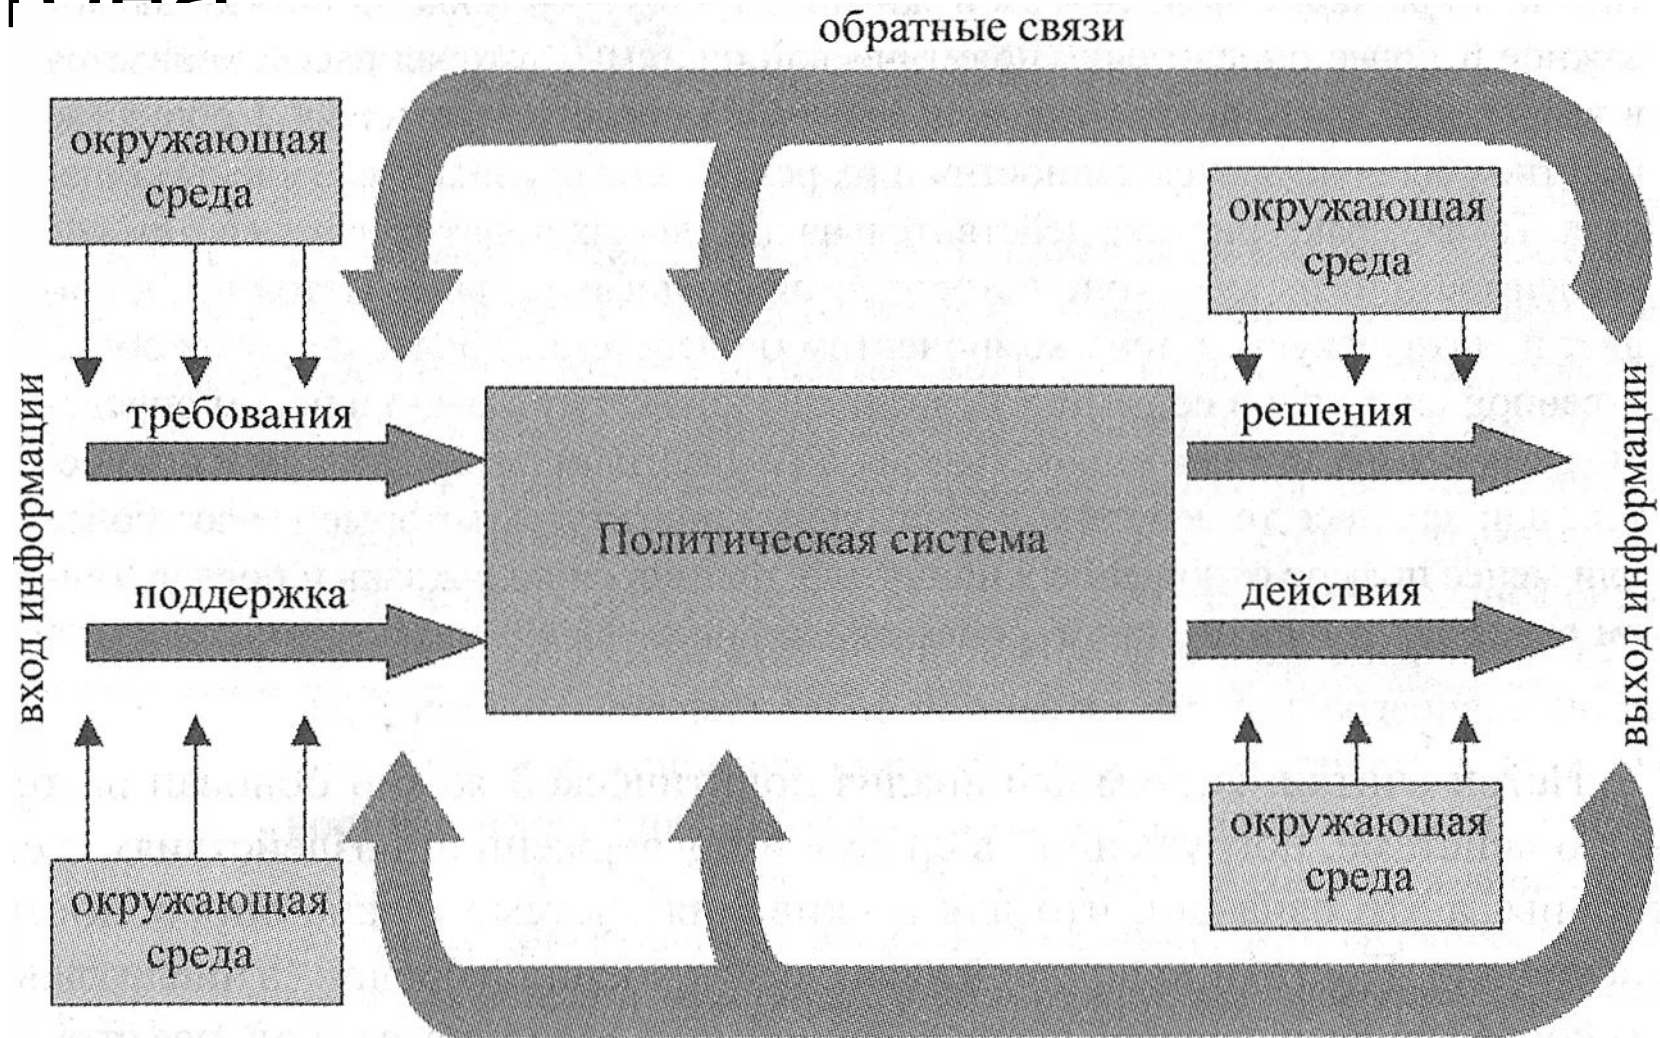 обратные связи
окружающая
среда
окружающая
среда
вход информации
требования
решения
Политическая система
поддержка
действия
выход информации
окружающая
среда
окружающая
среда